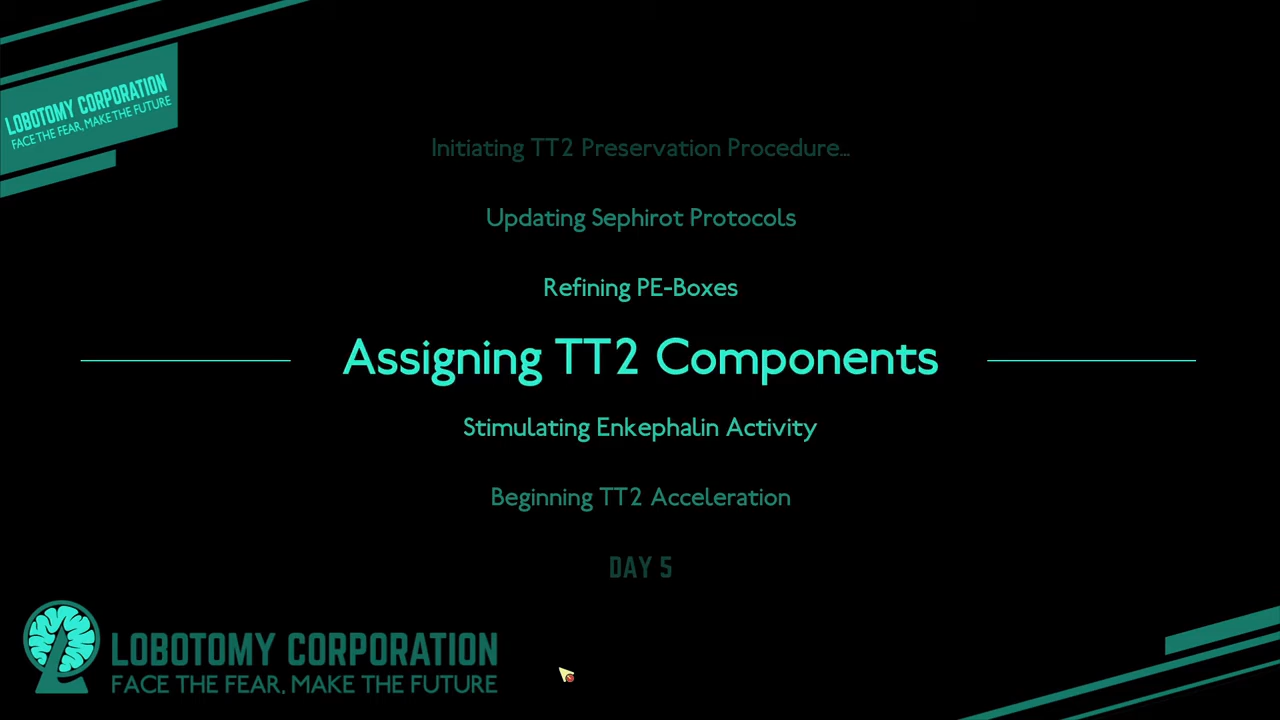 LOBOTOMY CORPORATION
FACE THE FEAR, MAKE THE FUTURE
Initiating TT2 Preservation Procedure...
Updating Sephirot Protocols
Refining PE-Boxes
Assigning TT2 Components
Stimulating Enkephalin Activity
Beginning TT2 Acceleration
DAY 5
LOBOTOMY CORPORATION
FACE THE FEAR, MAKE THE FUTURE